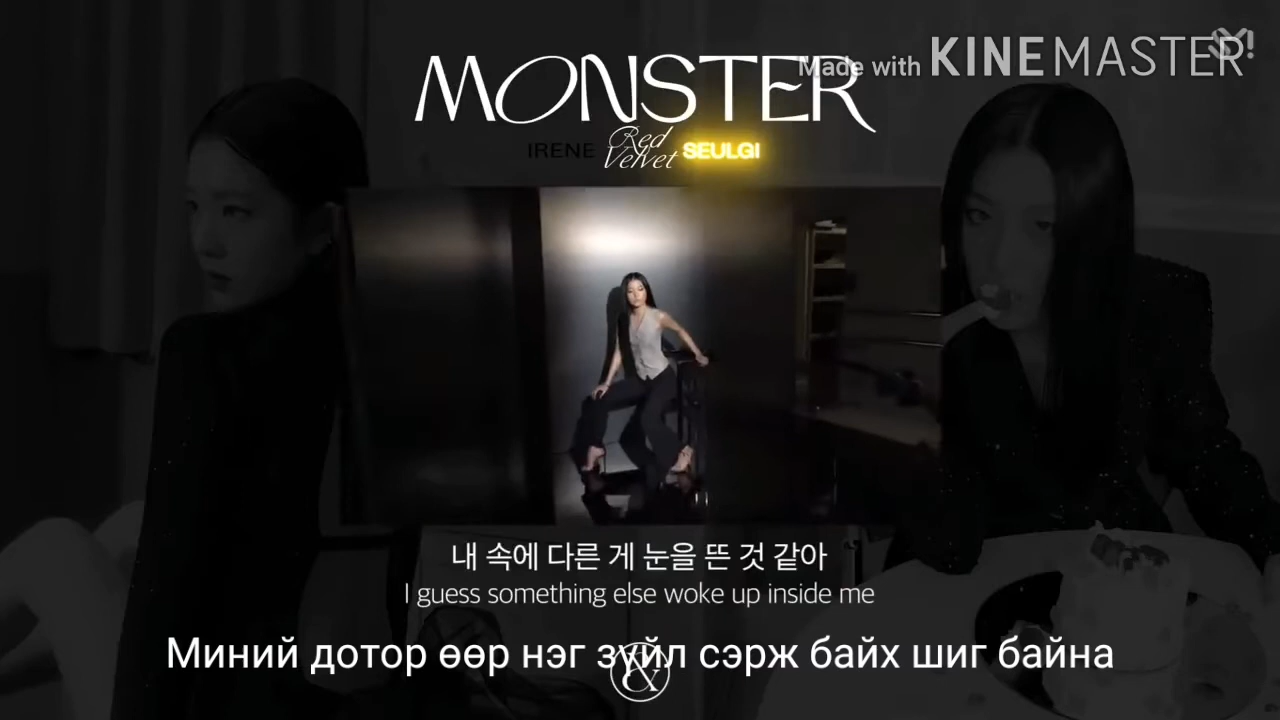 MONSTER
Made with KINEMASTER
SM!
IRENE Red Velvet SEULGI
내 속에 다른 게 눈을 뜬 것 같아
I guess something else woke up inside me
Миний дотор өөр нэг зүйл сэрж байх шиг байна